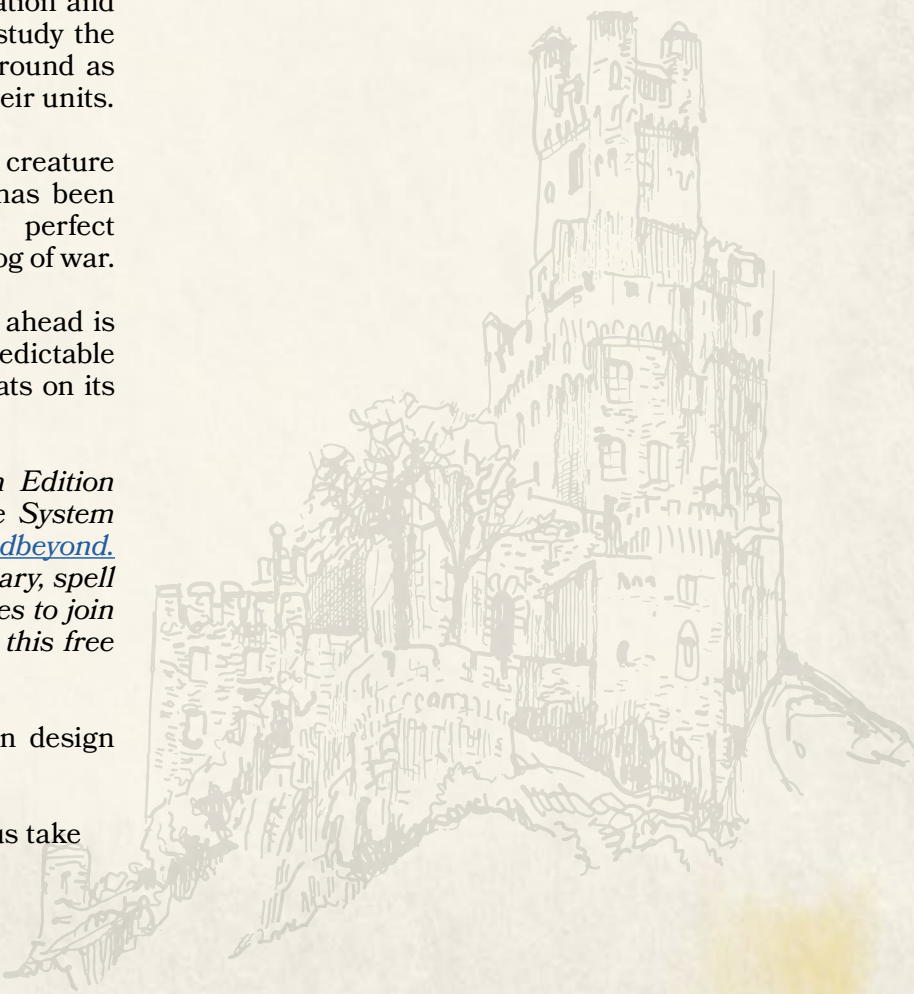 and
study the
round as
eir units.
creature
has been
perfect
og of war.
ahead is
edictable
ats on its
n Edition
e System
dbeyond.
ary, spell
es to join
this free
n design
us take